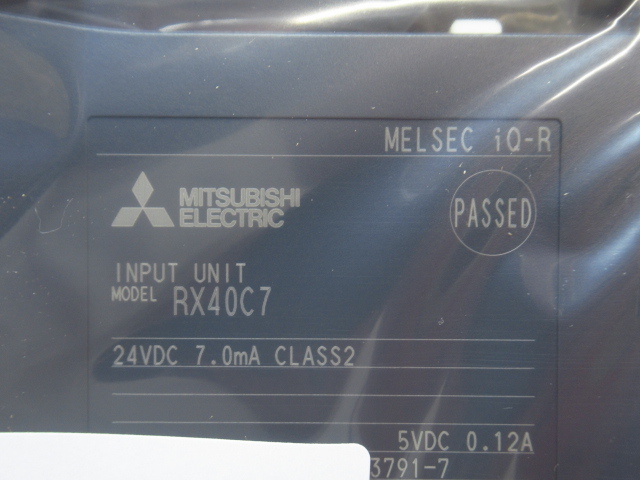 MELSEC iQ-R
MITSUBISHI
ELECTRIC
PASSED
INPUT UNIT
MODEL RX40C7
24VDC 7.0mA CLASS2
5VDC 0.12A
3791-7